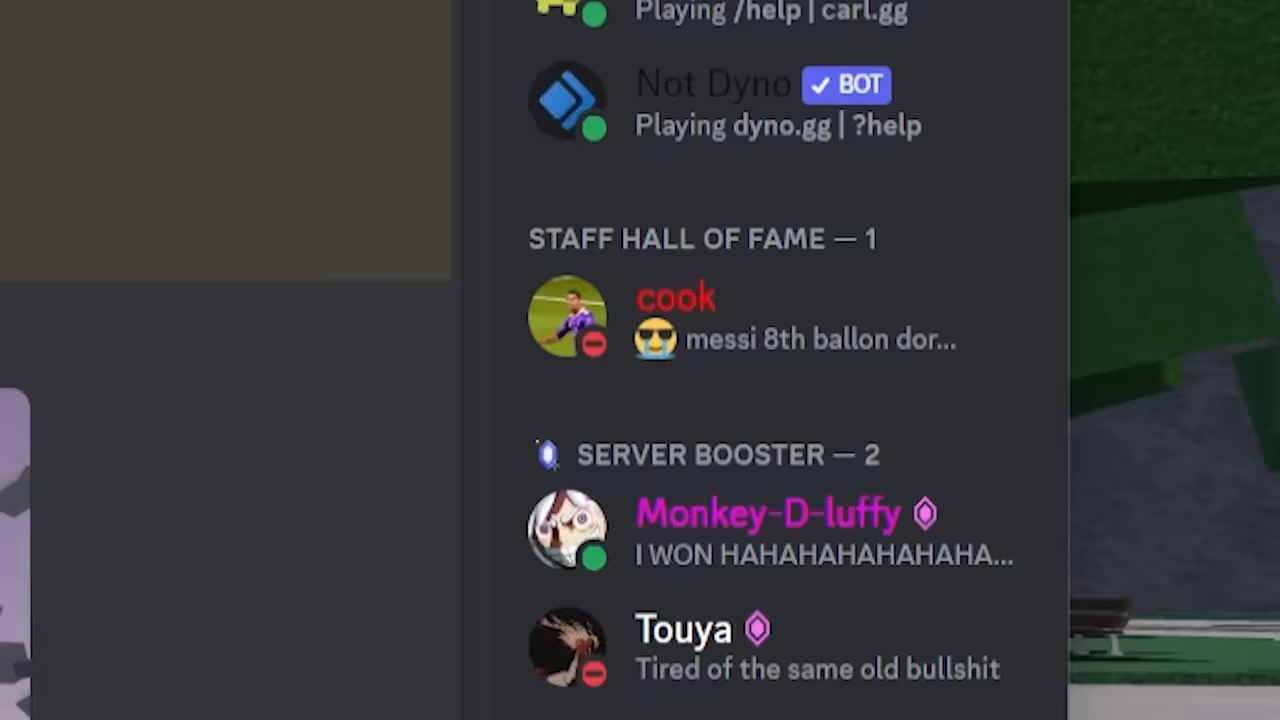 Playing /help | carl.gg
Not Dyno ✓ BOT
Playing dyno.gg | ?help
STAFF HALL OF FAME — 1
cook
😭 messi 8th ballon dor...
SERVER BOOSTER — 2
Monkey-D-luffy
I WON HAHAHAHAHAHAHA...
Touya
Tired of the same old bullshit